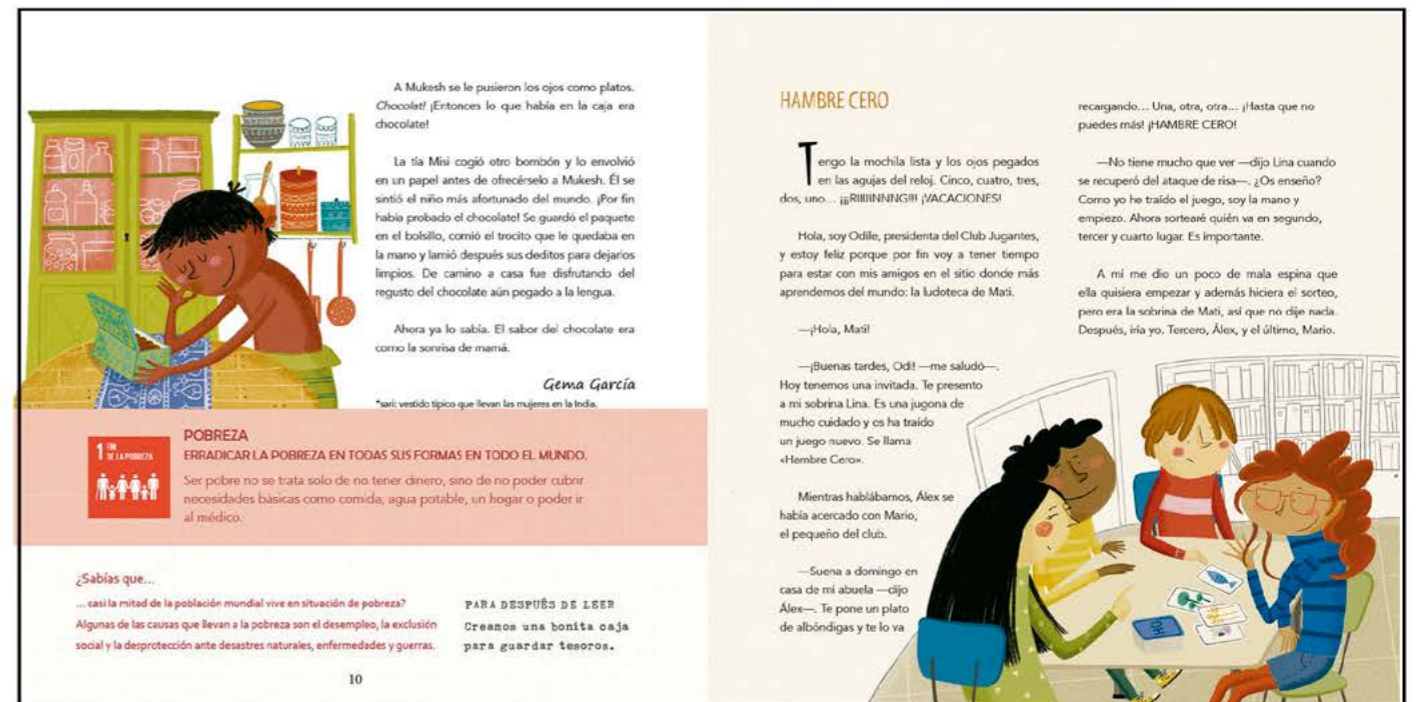 A Mukesh se le pusieron los ojos como platos.
Chocolat! ¡Entonces lo que había en la caja era
chocolate!
La tía Misi cogió otro bombón y lo envolvió
en un papel antes de ofrecérselo a Mukesh. Él se
sintió el niño más afortunado del mundo. ¡Por fin
había probado el chocolate! Se guardó el paquete
en el bolsillo, comió el trocito que le quedaba en
la mano y lamió después sus deditos para dejarlos
limpios. De camino a casa fue disfrutando del
regusto del chocolate aún pegado a la lengua.
Ahora ya lo sabía. El sabor del chocolate era
como la sonrisa de mamá.
Gema García
*sari: vestido típico que llevan las mujeres en la India.
1 FIN
DE LA POBREZA
POBREZA
ERRADICAR LA POBREZA EN TODAS SUS FORMAS EN TODO EL MUNDO.
Ser pobre no se trata solo de no tener dinero, sino de no poder cubrir
necesidades básicas como comida, agua potable, un hogar o poder ir
al médico.
¿Sabías que...
... casi la mitad de la población mundial vive en situación de pobreza?
Algunas de las causas que llevan a la pobreza son el desempleo, la exclusión
social y la desprotección ante desastres naturales, enfermedades y guerras.
PARA DESPUÉS DE LEER
Creamos una bonita caja
para guardar tesoros.
10
HAMBRE CERO
Tengo la mochila lista y los ojos pegados
en las agujas del reloj. Cinco, cuatro, tres,
dos, uno... ¡¡¡RIIIIINNNG!!! ¡VACACIONES!
Hola, soy Odile, presidenta del Club Jugantes,
y estoy feliz porque por fin voy a tener tiempo
para estar con mis amigos en el sitio donde más
aprendemos del mundo: la ludoteca de Mati.
—¡Hola, Mati!
—¡Buenas tardes, Odi! —me saludó—.
Hoy tenemos una invitada. Te presento
a mi sobrina Lina. Es una jugona de
mucho cuidado y os ha traído
un juego nuevo. Se llama
«Hambre Cero».
Mientras hablábamos, Álex se
había acercado con Mario,
el pequeño del club.
—Suena a domingo en
casa de mi abuela —dijo
Álex—. Te pone un plato
de albóndigas y te lo va
recargando... Una, otra, otra... ¡Hasta que no
puedes más! ¡HAMBRE CERO!
—No tiene mucho que ver —dijo Lina cuando
se recuperó del ataque de risa—. ¿Os enseño?
Como yo he traído el juego, soy la mano y
empiezo. Ahora sortearé quién va en segundo,
tercer y cuarto lugar. Es importante.
A mí me dio un poco de mala espina que
ella quisiera empezar y además hiciera el sorteo,
pero era la sobrina de Mati, así que no dije nada.
Después, iría yo. Tercero, Álex, y el último, Mario.